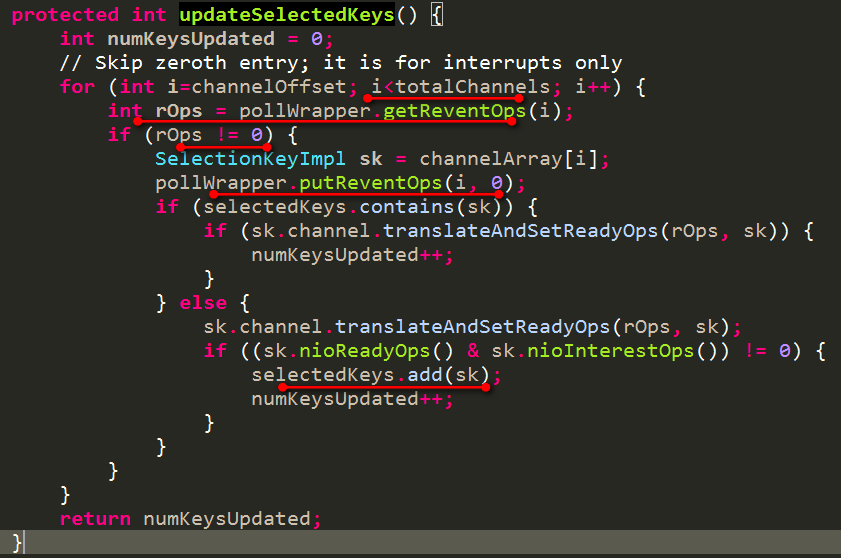 protected int updateSelectedKeys() {
    int numKeysUpdated = 0;
    // Skip zeroth entry; it is for interrupts only
    for (int i=channelOffset; i<totalChannels; i++) {
        int rOps = pollWrapper.getReventOps(i);
        if (rOps != 0) {
            SelectionKeyImpl sk = channelArray[i];
            pollWrapper.putReventOps(i, 0);
            if (selectedKeys.contains(sk)) {
                if (sk.channel.translateAndSetReadyOps(rOps, sk)) {
                    numKeysUpdated++;
                }
            } else {
                sk.channel.translateAndSetReadyOps(rOps, sk);
                if ((sk.nioReadyOps() & sk.nioInterestOps()) != 0) {
                    selectedKeys.add(sk);
                    numKeysUpdated++;
                }
            }
        }
    }
    return numKeysUpdated;
}